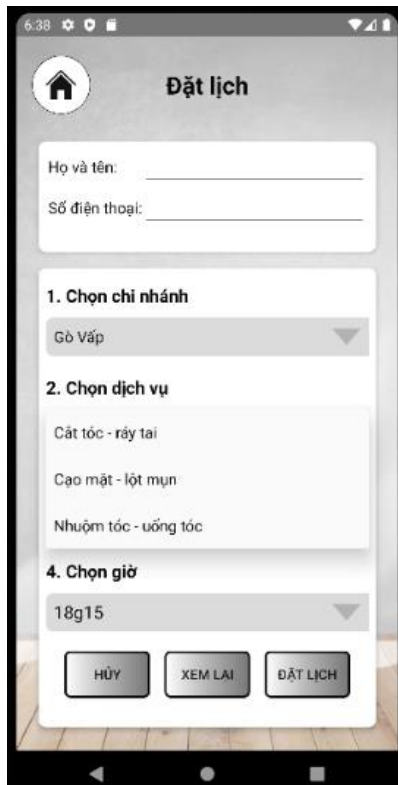 6:38
Đặt lịch
Họ và tên:
Số điện thoại:
1. Chọn chi nhánh
Gò Vấp
2. Chọn dịch vụ
Cắt tóc - ráy tai
Cạo mặt - lột mụn
Nhuộm tóc - uống tóc
4. Chọn giờ
18g15
HỦY
XEM LẠI
ĐẶT LỊCH